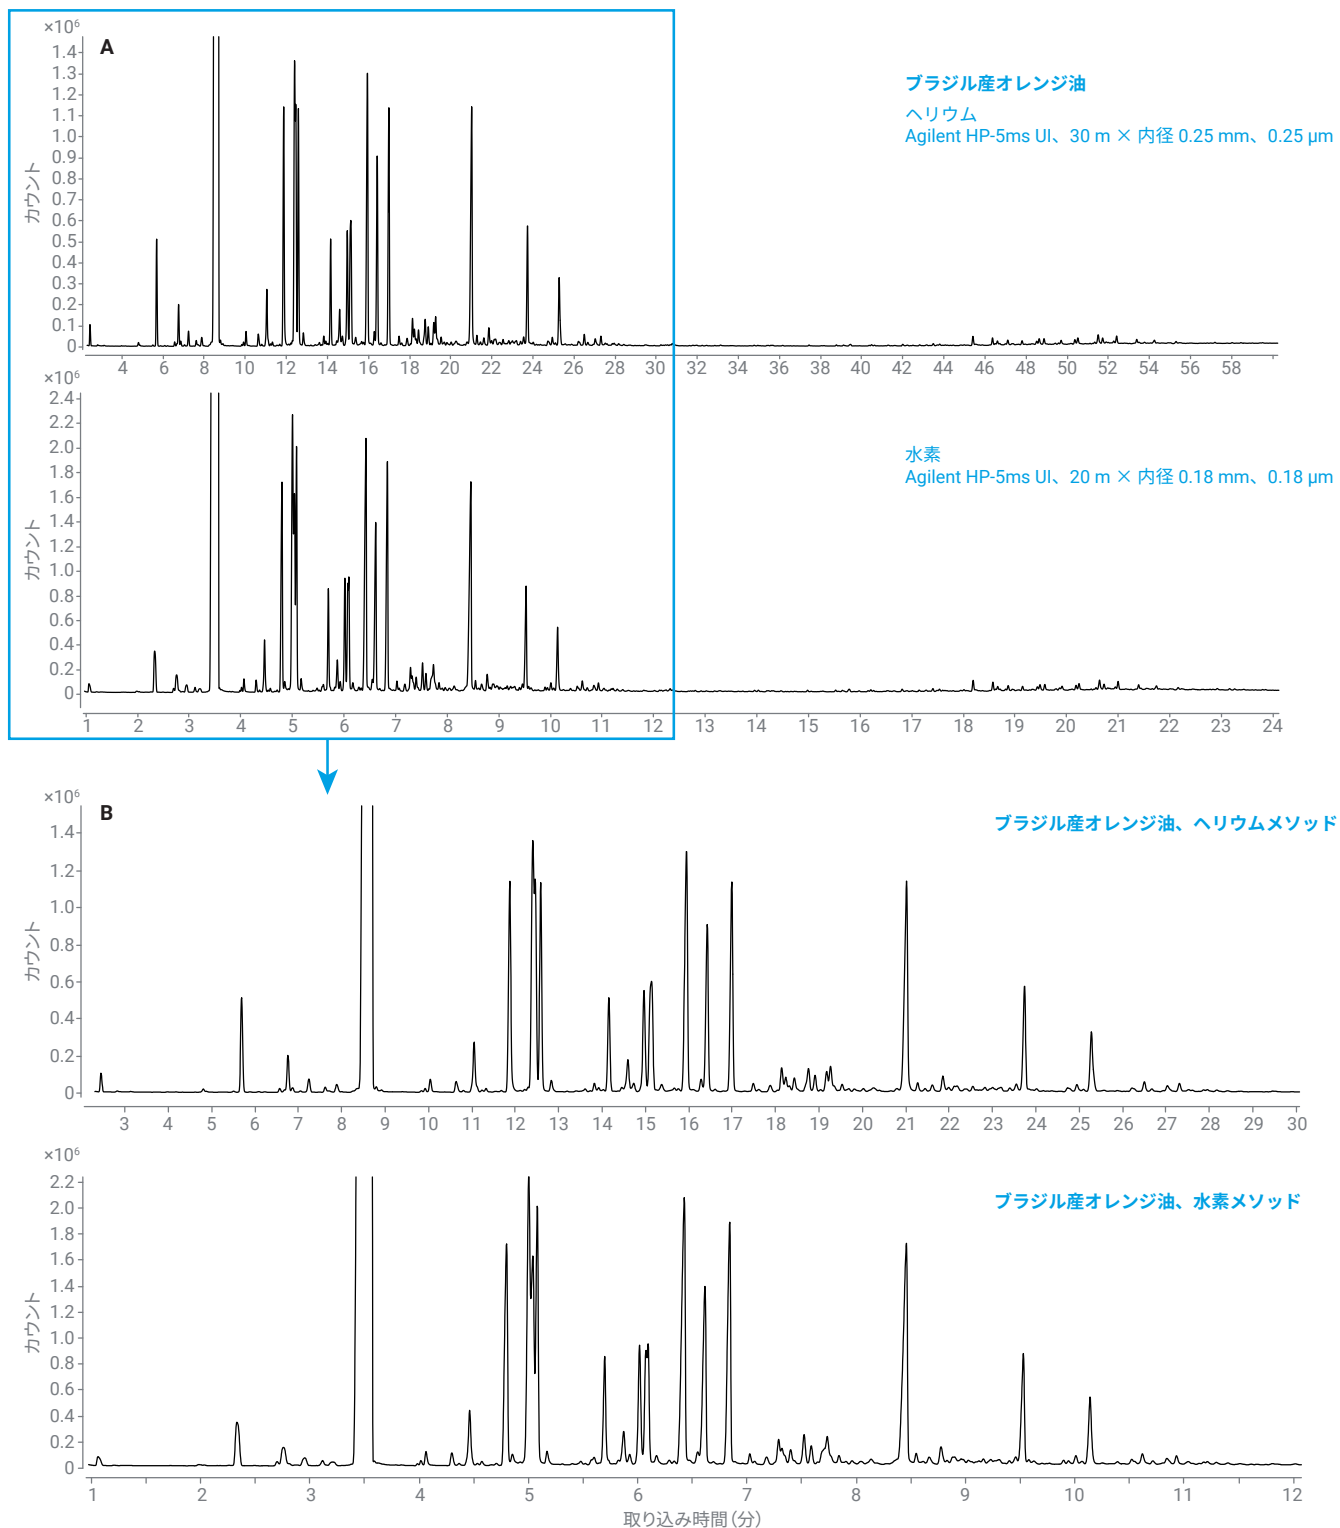 ×10⁶
A
1.4
1.3
1.2
1.1
1.0
0.9
0.8
0.7
0.6
0.5
0.4
0.3
0.2
0.1
0
カウント
ブラジル産オレンジ油
ヘリウム
Agilent HP-5ms UI、30 m × 内径 0.25 mm、0.25 µm
4 6 8 10 12 14 16 18 20 22 24 26 28 30 32 34 36 38 40 42 44 46 48 50 52 54 56 58
×10⁶
2.4
2.2
2.0
1.8
1.6
1.4
1.2
1.0
0.8
0.6
0.4
0.2
0
カウント
水素
Agilent HP-5ms UI、20 m × 内径 0.18 mm、0.18 µm
1 2 3 4 5 6 7 8 9 10 11 12 13 14 15 16 17 18 19 20 21 22 23 24
×10⁶
B
ブラジル産オレンジ油、ヘリウムメソッド
1.4
1.2
1.0
0.8
0.6
0.4
0.2
0
カウント
3 4 5 6 7 8 9 10 11 12 13 14 15 16 17 18 19 20 21 22 23 24 25 26 27 28 29 30
×10⁶
ブラジル産オレンジ油、水素メソッド
2.2
2.0
1.8
1.6
1.4
1.2
1.0
0.8
0.6
0.4
0.2
0
カウント
1 2 3 4 5 6 7 8 9 10 11 12
取り込み時間（分）